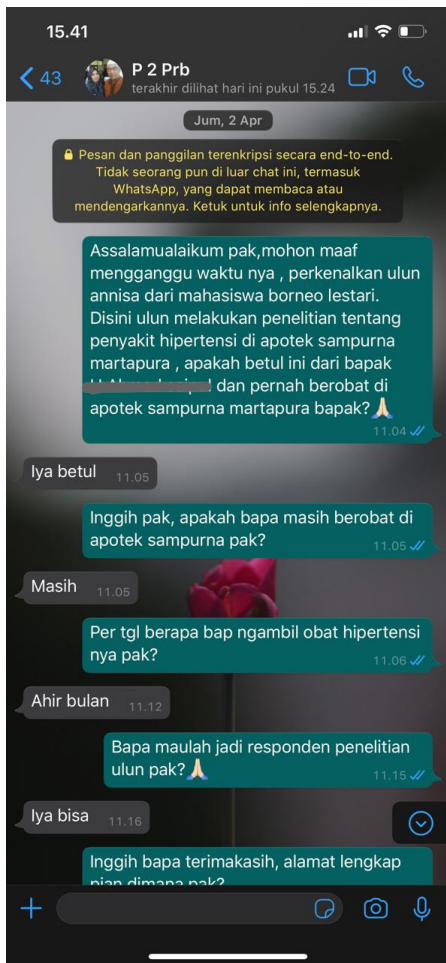 15.41
43
P 2 Prb
terakhir dilihat hari ini pukul 15.24
Jum, 2 Apr
Pesan dan panggilan terenkripsi secara end-to-end.
Tidak seorang pun di luar chat ini, termasuk
WhatsApp, yang dapat membaca atau
mendengarkannya. Ketuk untuk info selengkapnya.
Assalamualaikum pak,mohon maaf
mengganggu waktu nya , perkenalkan ulun
annisa dari mahasiswa borneo lestari.
Disini ulun melakukan penelitian tentang
penyakit hipertensi di apotek sampurna
martapura , apakah betul ini dari bapak
dan pernah berobat di
apotek sampurna martapura bapak?🙏🏻
11.04
Iya betul
11.05
Inggih pak, apakah bapa masih berobat di
apotek sampurna pak?
11.05
Masih
11.05
Per tgl berapa bap ngambil obat hipertensi
nya pak?
11.06
Ahir bulan
11.12
Bapa maulah jadi responden penelitian
ulun pak?🙏🏻
11.15
Iya bisa
11.16
Inggih bapa terimakasih, alamat lengkap
pian dimana pak?